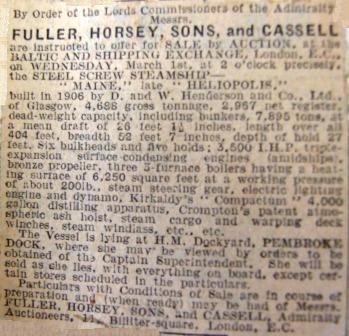 By Order of the Lords Commissioners of the Admiralty
Messrs.
FULLER, HORSEY, SONS, and CASSELL
are instructed to offer for SALE by AUCTION, at the
BALTIC AND SHIPPING EXCHANGE, London, E.C.,
on WEDNESDAY, March 1st, at 2 o'clock precisely,
the STEEL SCREW STEAMSHIP—
"MAINE," late "HELIOPOLIS,"
built in 1906 by D. and W. Henderson and Co., Ltd.,
of Glasgow, 4,688 gross tonnage, 2,967 net register,
dead-weight capacity, including bunkers, 7,895 tons, at
a mean draft of 26 feet 1½ inches, length over all
404 feet, breadth 52 feet 7 inches, depth of hold 27
feet. Six bulkheads and five holds; 3,500 I.H.P. triple-
expansion surface-condensing engines (amidships)
bronze propeller, three 3-furnace boilers having a heat-
ing surface of 6,250 square feet at a working pressure
of about 200lb., steam steering gear, electric lighting
engine and dynamo, Kirkaldy's "Compactum" 4,000
gallon distilling apparatus, Crompton's patent atmo-
spheric ash hoist, steam cargo and warping deck
winches, steam windlass, etc., etc.
The Vessel is lying at H.M. Dockyard, PEMBROKE
DOCK, where she may be viewed by orders to be
obtained of the Captain Superintendent. She will be
sold as she lies, with everything on board, except cer-
tain stores scheduled in the particulars.
Particulars with Conditions of Sale are in course of
preparation and (when ready) may be had of Messrs.
FULLER, HORSEY, SONS, and CASSELL, Admiralty
Auctioneers, 11, Billiter-square, London, E.C.